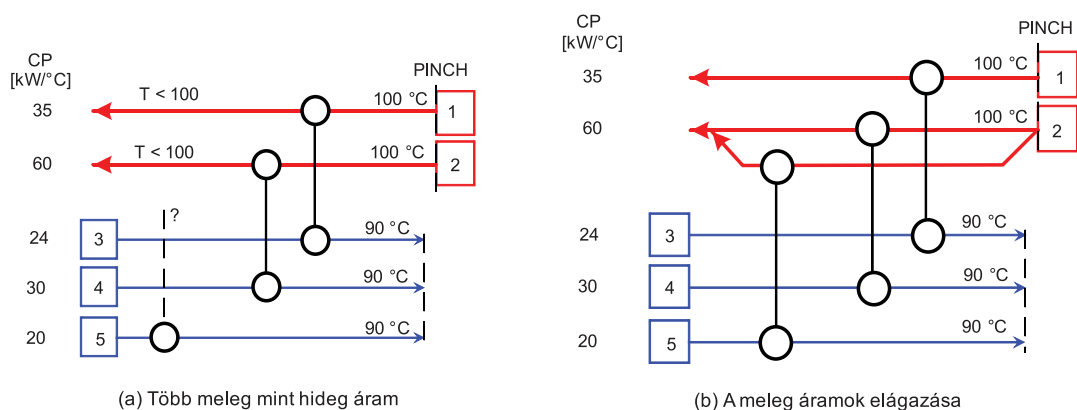 CP
[kW/°C]
PINCH
35
T < 100
100 °C
1
60
T < 100
100 °C
2
?
24
3
90 °C
30
4
90 °C
20
5
90 °C
(a) Több meleg mint hideg áram
CP
[kW/°C]
PINCH
35
100 °C
1
60
100 °C
2
24
3
90 °C
30
4
90 °C
20
5
90 °C
(b) A meleg áramok elágazása